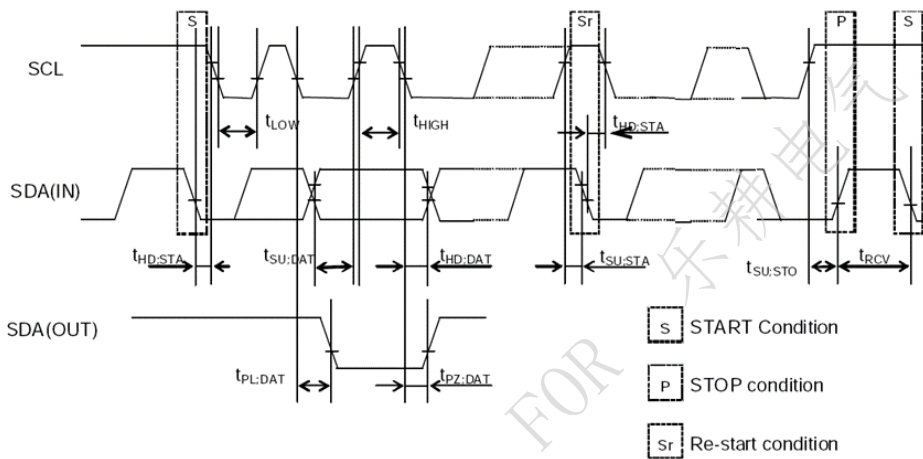 S
Sr
P
S
SCL
tLOW
tHIGH
tHD;STA
SDA(IN)
tHD;STA
tSU;DAT
tHD;DAT
tSU;STA
tSU;STO
tRCV
SDA(OUT)
tPL;DAT
tPZ;DAT
S START Condition
P STOP condition
Sr Re-start condition
FOR 乐耕电气